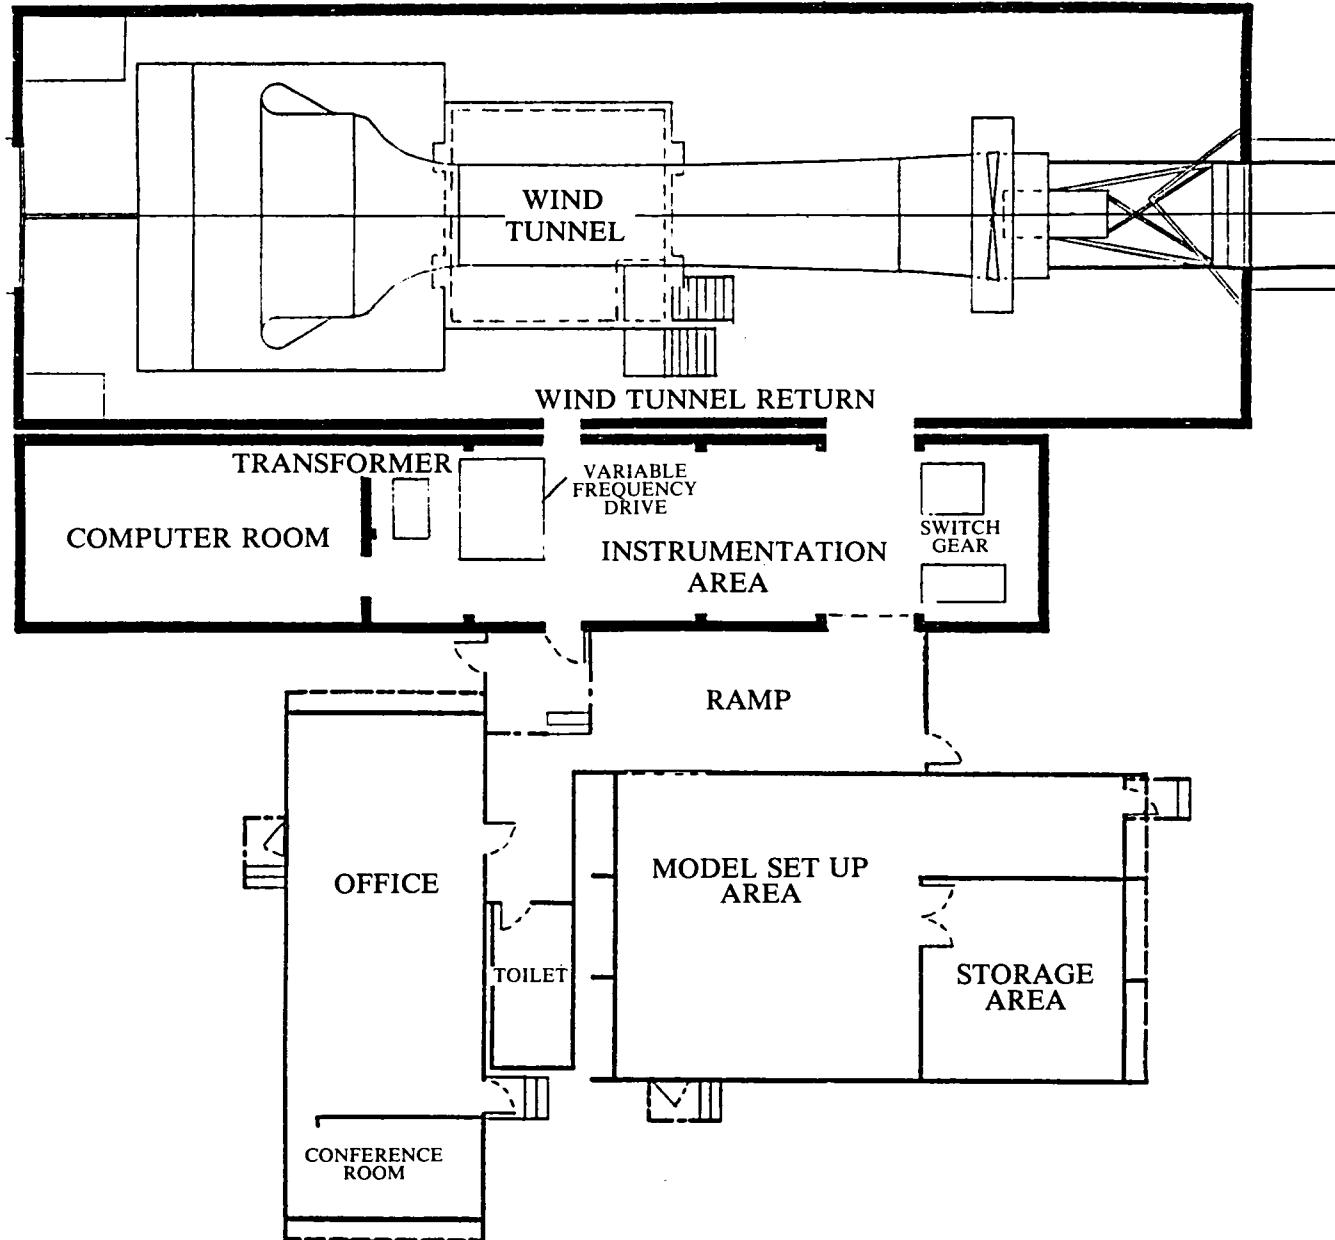 WIND
TUNNEL
WIND TUNNEL RETURN
TRANSFORMER
VARIABLE
FREQUENCY
DRIVE
COMPUTER ROOM
INSTRUMENTATION
AREA
SWITCH
GEAR
RAMP
OFFICE
MODEL SET UP
AREA
TOILET
STORAGE
AREA
CONFERENCE
ROOM